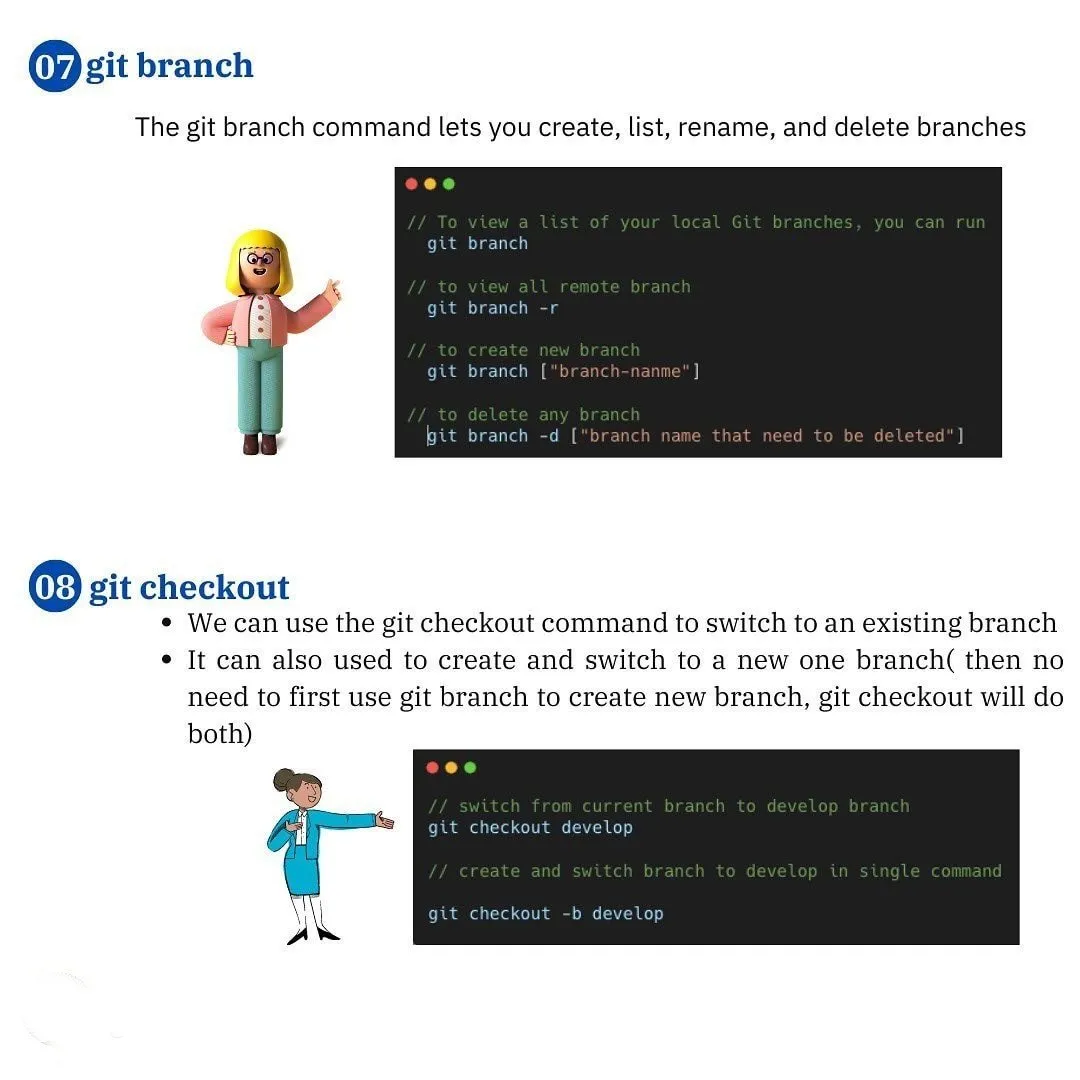 07 git branch
The git branch command lets you create, list, rename, and delete branches
// To view a list of your local Git branches, you can run
git branch
// to view all remote branch
git branch -r
// to create new branch
git branch ["branch-nanme"]
// to delete any branch
git branch -d ["branch name that need to be deleted"]
08 git checkout
• We can use the git checkout command to switch to an existing branch
• It can also used to create and switch to a new one branch( then no
need to first use git branch to create new branch, git checkout will do
both)
// switch from current branch to develop branch
git checkout develop
// create and switch branch to develop in single command
git checkout -b develop